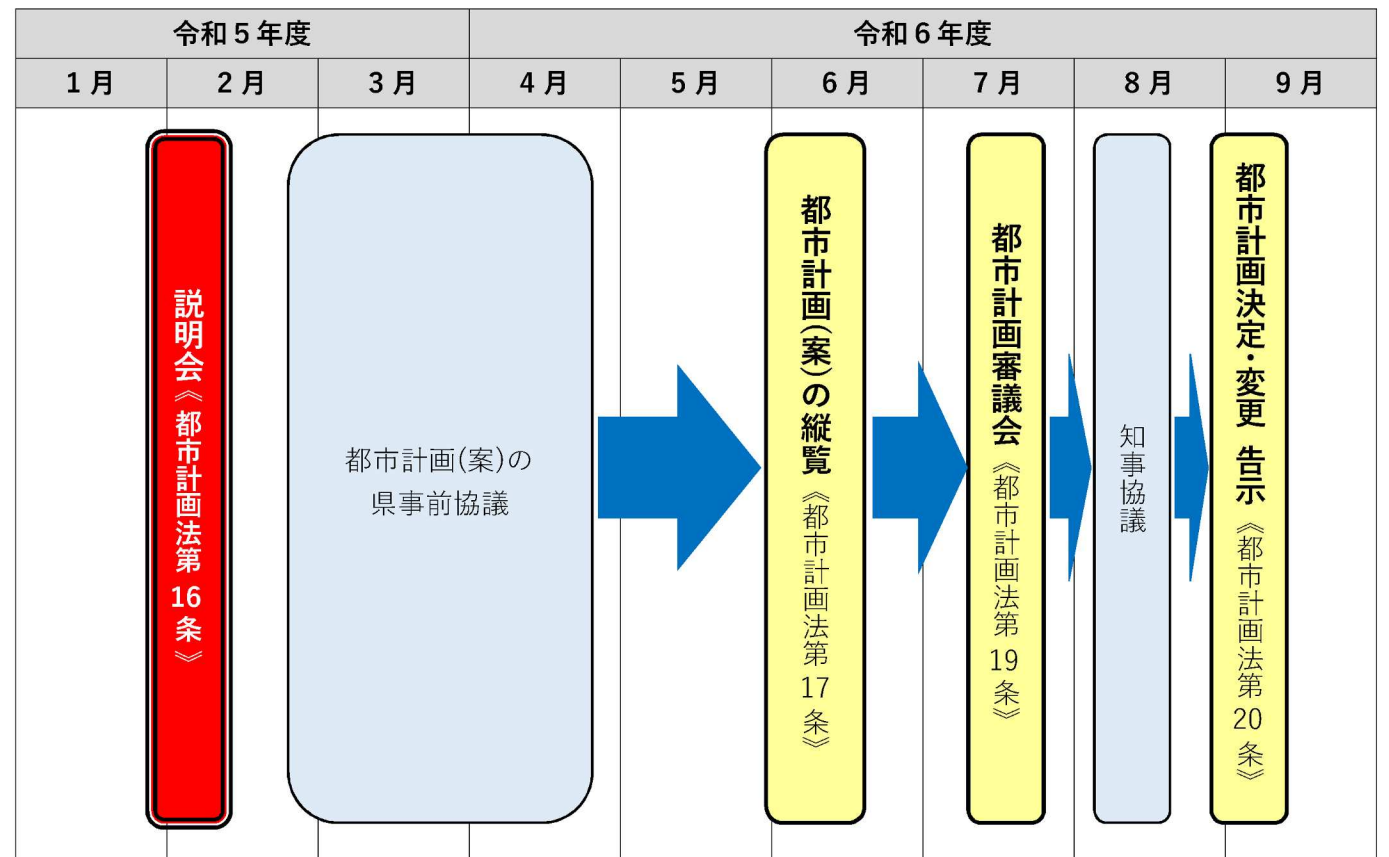 令和５年度
令和６年度
1月
2月
3月
4月
5月
6月
7月
8月
9月
説明会《都市計画法第16条》
都市計画(案)の
県事前協議
都市計画(案)の縦覧《都市計画法第17条》
都市計画審議会《都市計画法第19条》
知事協議
都市計画決定・変更 告示《都市計画法第20条》